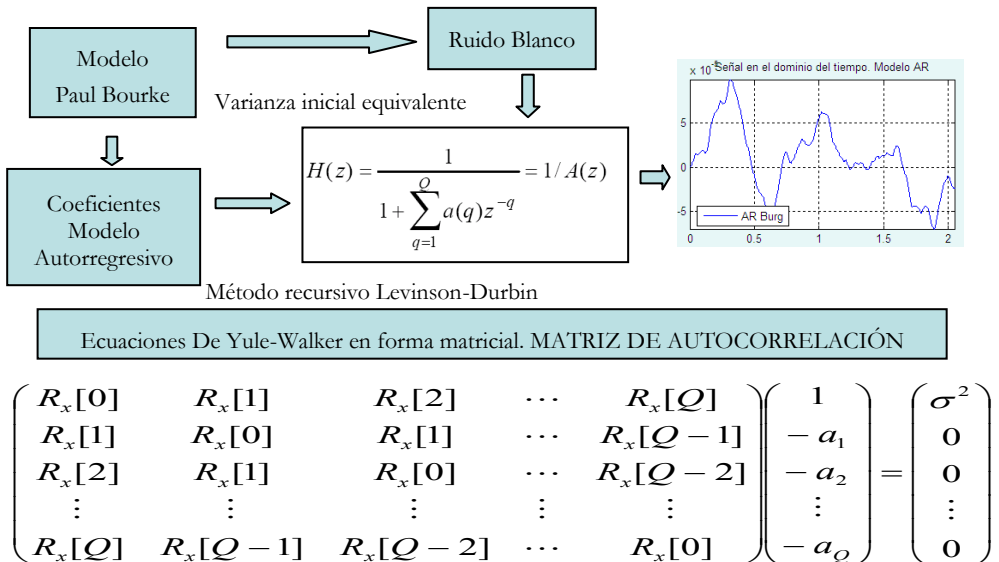 Modelo
Paul Bourke
Ruido Blanco
Varianza inicial equivalente
Coeficientes
Modelo
Autorregresivo
H(z) = 1 / (1 + ∑_{q=1}^{Q} a(q) z^{-q}) = 1 / A(z)
Señal en el dominio del tiempo. Modelo AR
5
0
-5
AR Burg
0 0.5 1 1.5 2
Método recursivo Levinson-Durbin
Ecuaciones De Yule-Walker en forma matricial. MATRIZ DE AUTOCORRELACIÓN
R_x[0] R_x[1] R_x[2] ⋯ R_x[Q] 1 σ^2
R_x[1] R_x[0] R_x[1] ⋯ R_x[Q − 1] − a_1 0
R_x[2] R_x[1] R_x[0] ⋯ R_x[Q − 2] − a_2 = 0
⋮ ⋮ ⋮ ⋮ ⋮ ⋮ ⋮
R_x[Q] R_x[Q − 1] R_x[Q − 2] ⋯ R_x[0] − a_Q 0